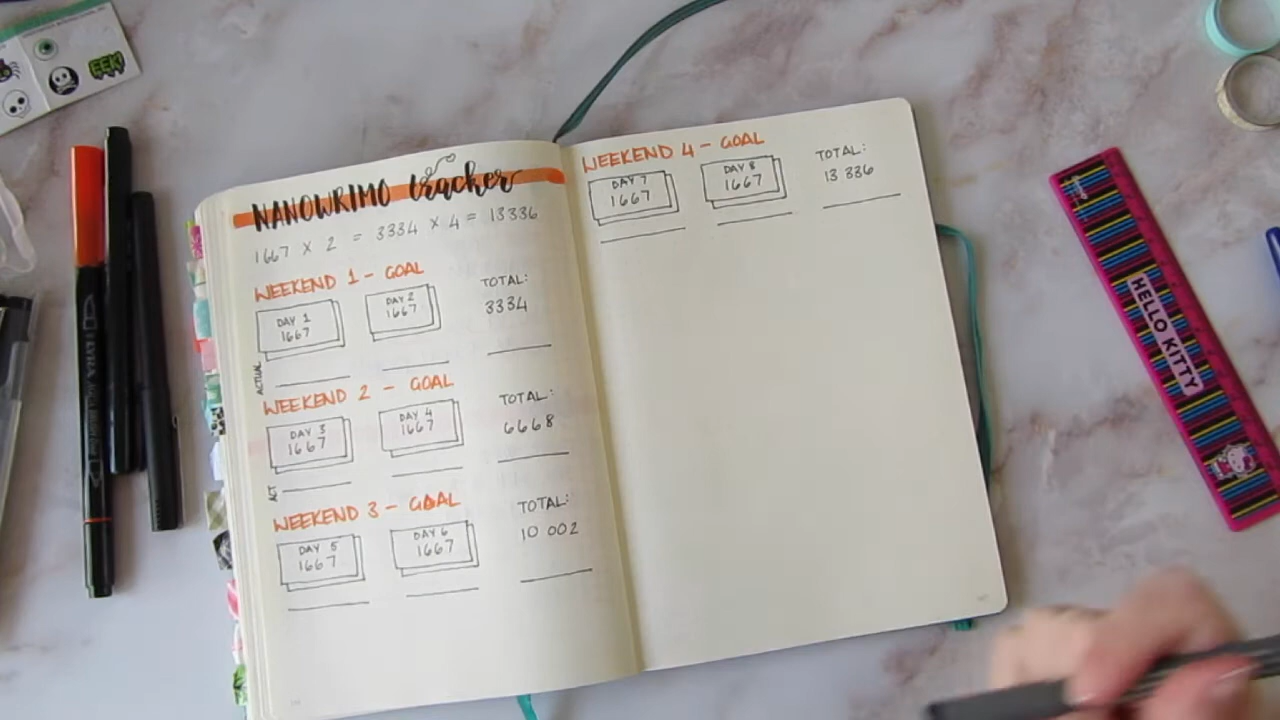 EEK!
NANOWRIMO tracker
1667 X 2 = 3334 X 4 = 13336
WEEKEND 1 - GOAL
DAY 1
1667
DAY 2
1667
TOTAL:
3334
ACTUAL
WEEKEND 2 - GOAL
DAY 3
1667
DAY 4
1667
TOTAL:
6668
ACT
WEEKEND 3 - GOAL
DAY 5
1667
DAY 6
1667
TOTAL:
10 002
WEEKEND 4 - GOAL
DAY 7
1667
DAY 8
1667
TOTAL:
13 336
HELLO KITTY
LYRA